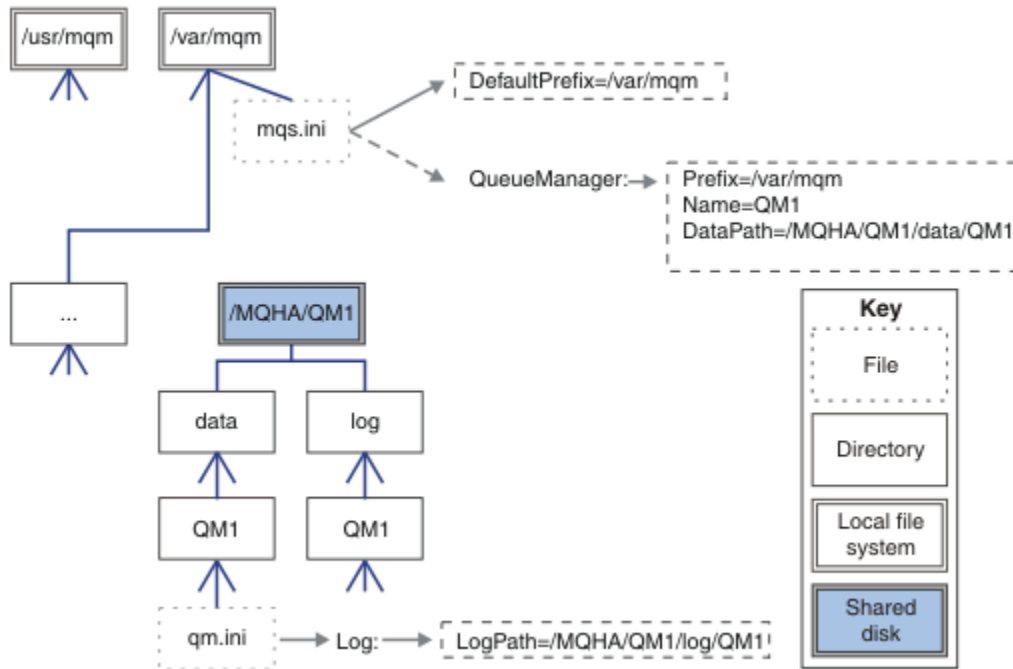 /usr/mqm
/var/mqm
mqs.ini
DefaultPrefix=/var/mqm
QueueManager:
Prefix=/var/mqm
Name=QM1
DataPath=/MQHA/QM1/data/QM1
...
/MQHA/QM1
data
log
QM1
QM1
qm.ini
Log:
LogPath=/MQHA/QM1/log/QM1
Key
File
Directory
Local file
system
Shared
disk